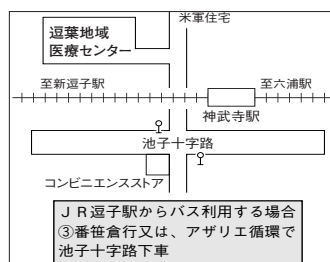 米軍住宅
逗葉地域
医療センター
至新逗子駅
至六浦駅
神武寺駅
池子十字路
コンビニエンスストア
JR逗子駅からバス利用する場合
③番笹倉行又は、アザリエ循環で
池子十字路下車